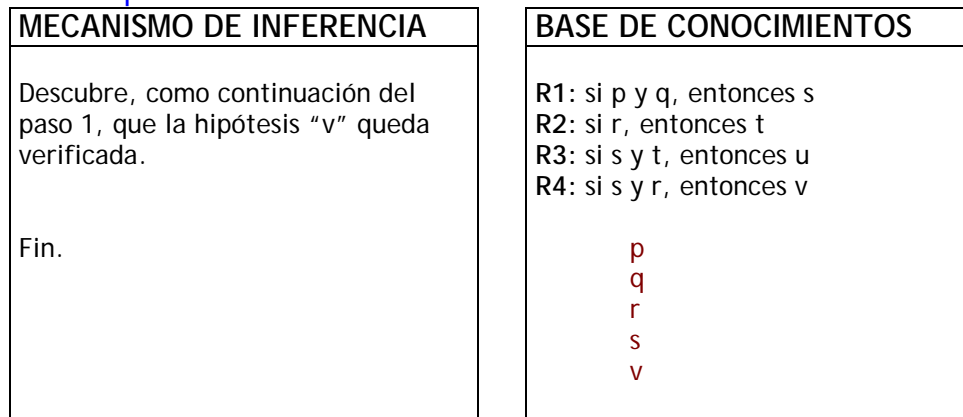 MECANISMO DE INFERENCIA
Descubre, como continuación del
paso 1, que la hipótesis “v” queda
verificada.
Fin.
BASE DE CONOCIMIENTOS
R1: si p y q, entonces s
R2: si r, entonces t
R3: si s y t, entonces u
R4: si s y r, entonces v
p
q
r
s
v